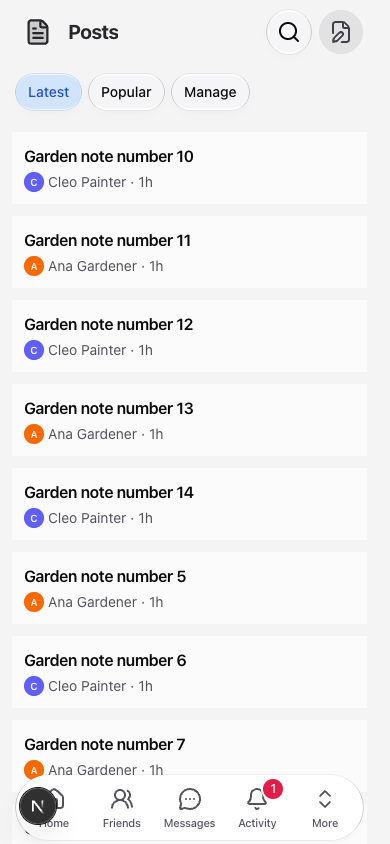 Posts
Latest Popular Manage
Garden note number 10
C Cleo Painter · 1h
Garden note number 11
A Ana Gardener · 1h
Garden note number 12
C Cleo Painter · 1h
Garden note number 13
A Ana Gardener · 1h
Garden note number 14
C Cleo Painter · 1h
Garden note number 5
A Ana Gardener · 1h
Garden note number 6
C Cleo Painter · 1h
Garden note number 7
A Ana Gardener · 1h
N 1
Home Friends Messages Activity More